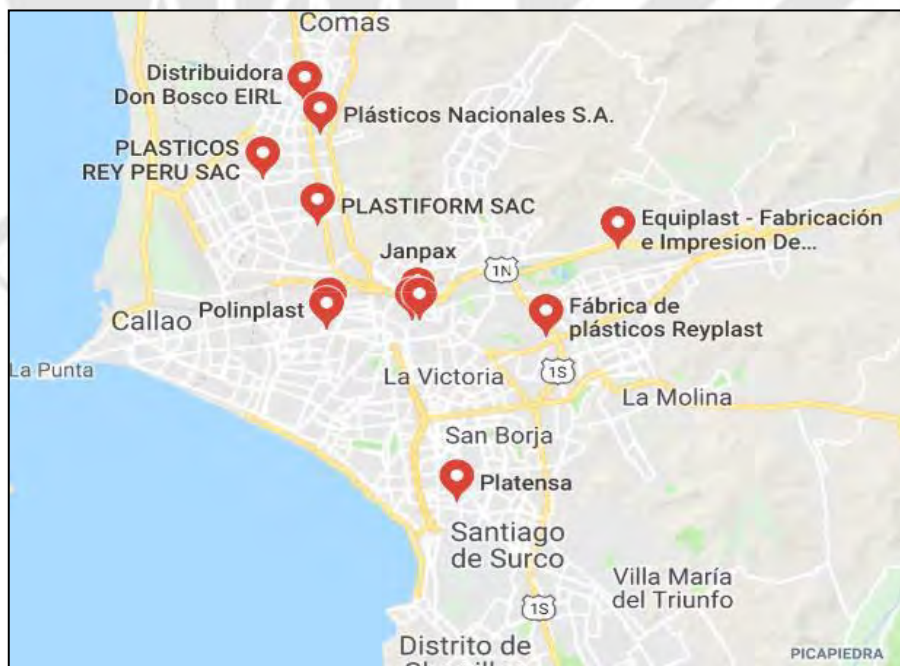 Comas
Distribuidora
Don Bosco EIRL
Plásticos Nacionales S.A.
PLASTICOS
REY PERU SAC
PLASTIFORM SAC
Equiplast - Fabricación
e Impresion De...
Janpax
1N
Polinplast
Callao
Fábrica de
plásticos Reyplast
La Punta
La Victoria
1S
La Molina
San Borja
Platensa
Santiago
de Surco
Villa María
del Triunfo
1S
Distrito de
PICAPIEDRA